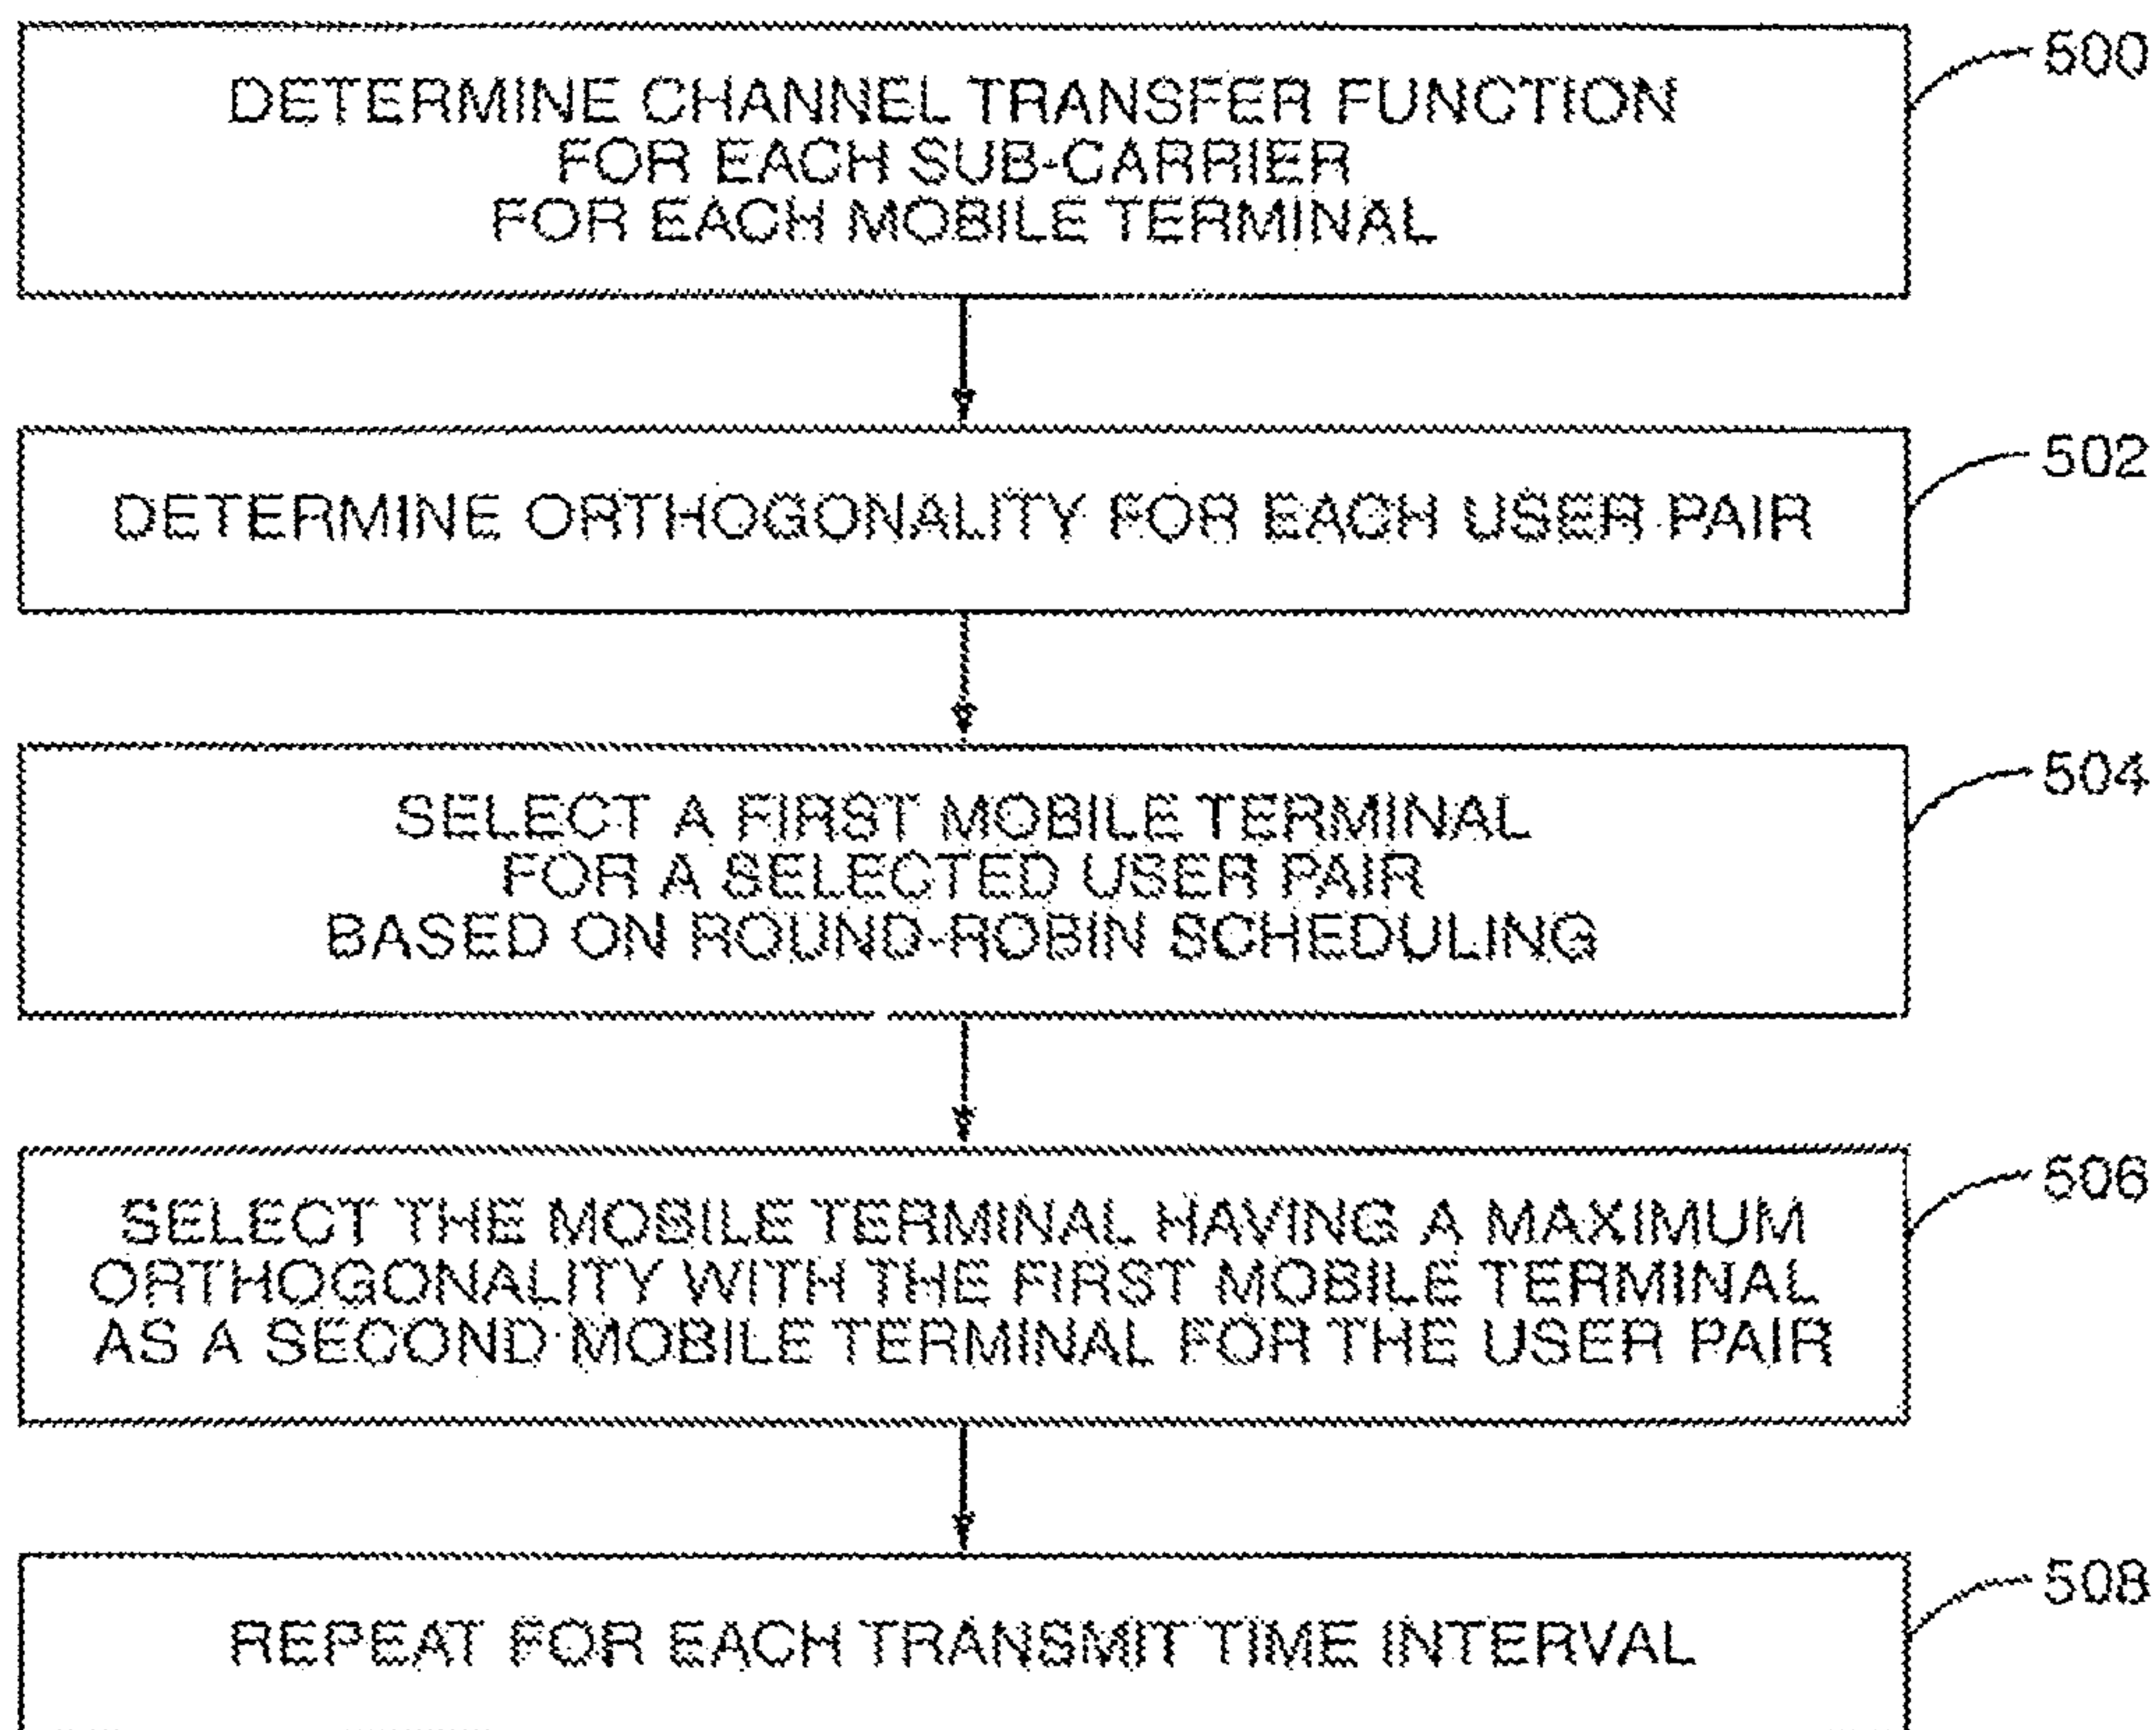 DETERMINE CHANNEL TRANSFER FUNCTION
FOR EACH SUB-CARRIER
FOR EACH MOBILE TERMINAL
500
DETERMINE ORTHOGONALITY FOR EACH USER PAIR
502
SELECT A FIRST MOBILE TERMINAL
FOR A SELECTED USER PAIR
BASED ON ROUND-ROBIN SCHEDULING
504
SELECT THE MOBILE TERMINAL HAVING A MAXIMUM
ORTHOGONALITY WITH THE FIRST MOBILE TERMINAL
AS A SECOND MOBILE TERMINAL FOR THE USER PAIR
506
REPEAT FOR EACH TRANSMIT TIME INTERVAL
508